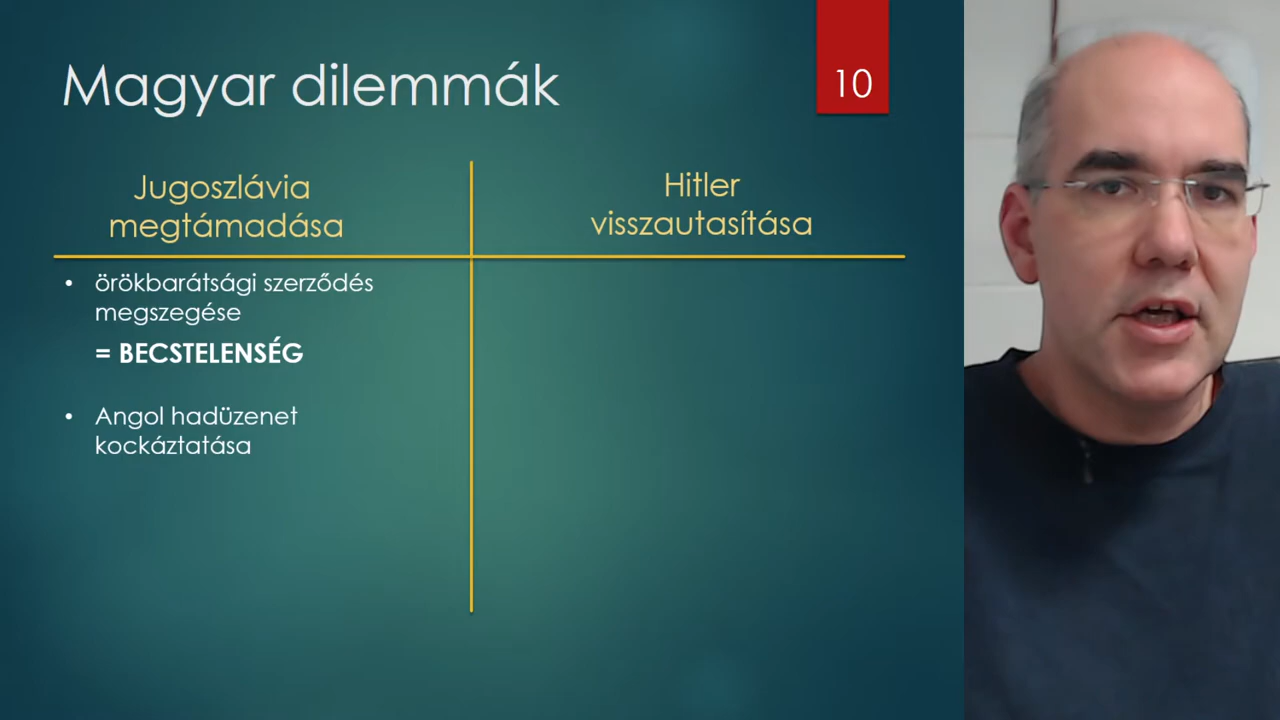 Magyar dilemmák
10
Jugoszlávia
megtámadása
Hitler
visszautasítása
• örökbarátsági szerződés
megszegése
= BECSTELENSÉG
• Angol hadüzenet
kockáztatása